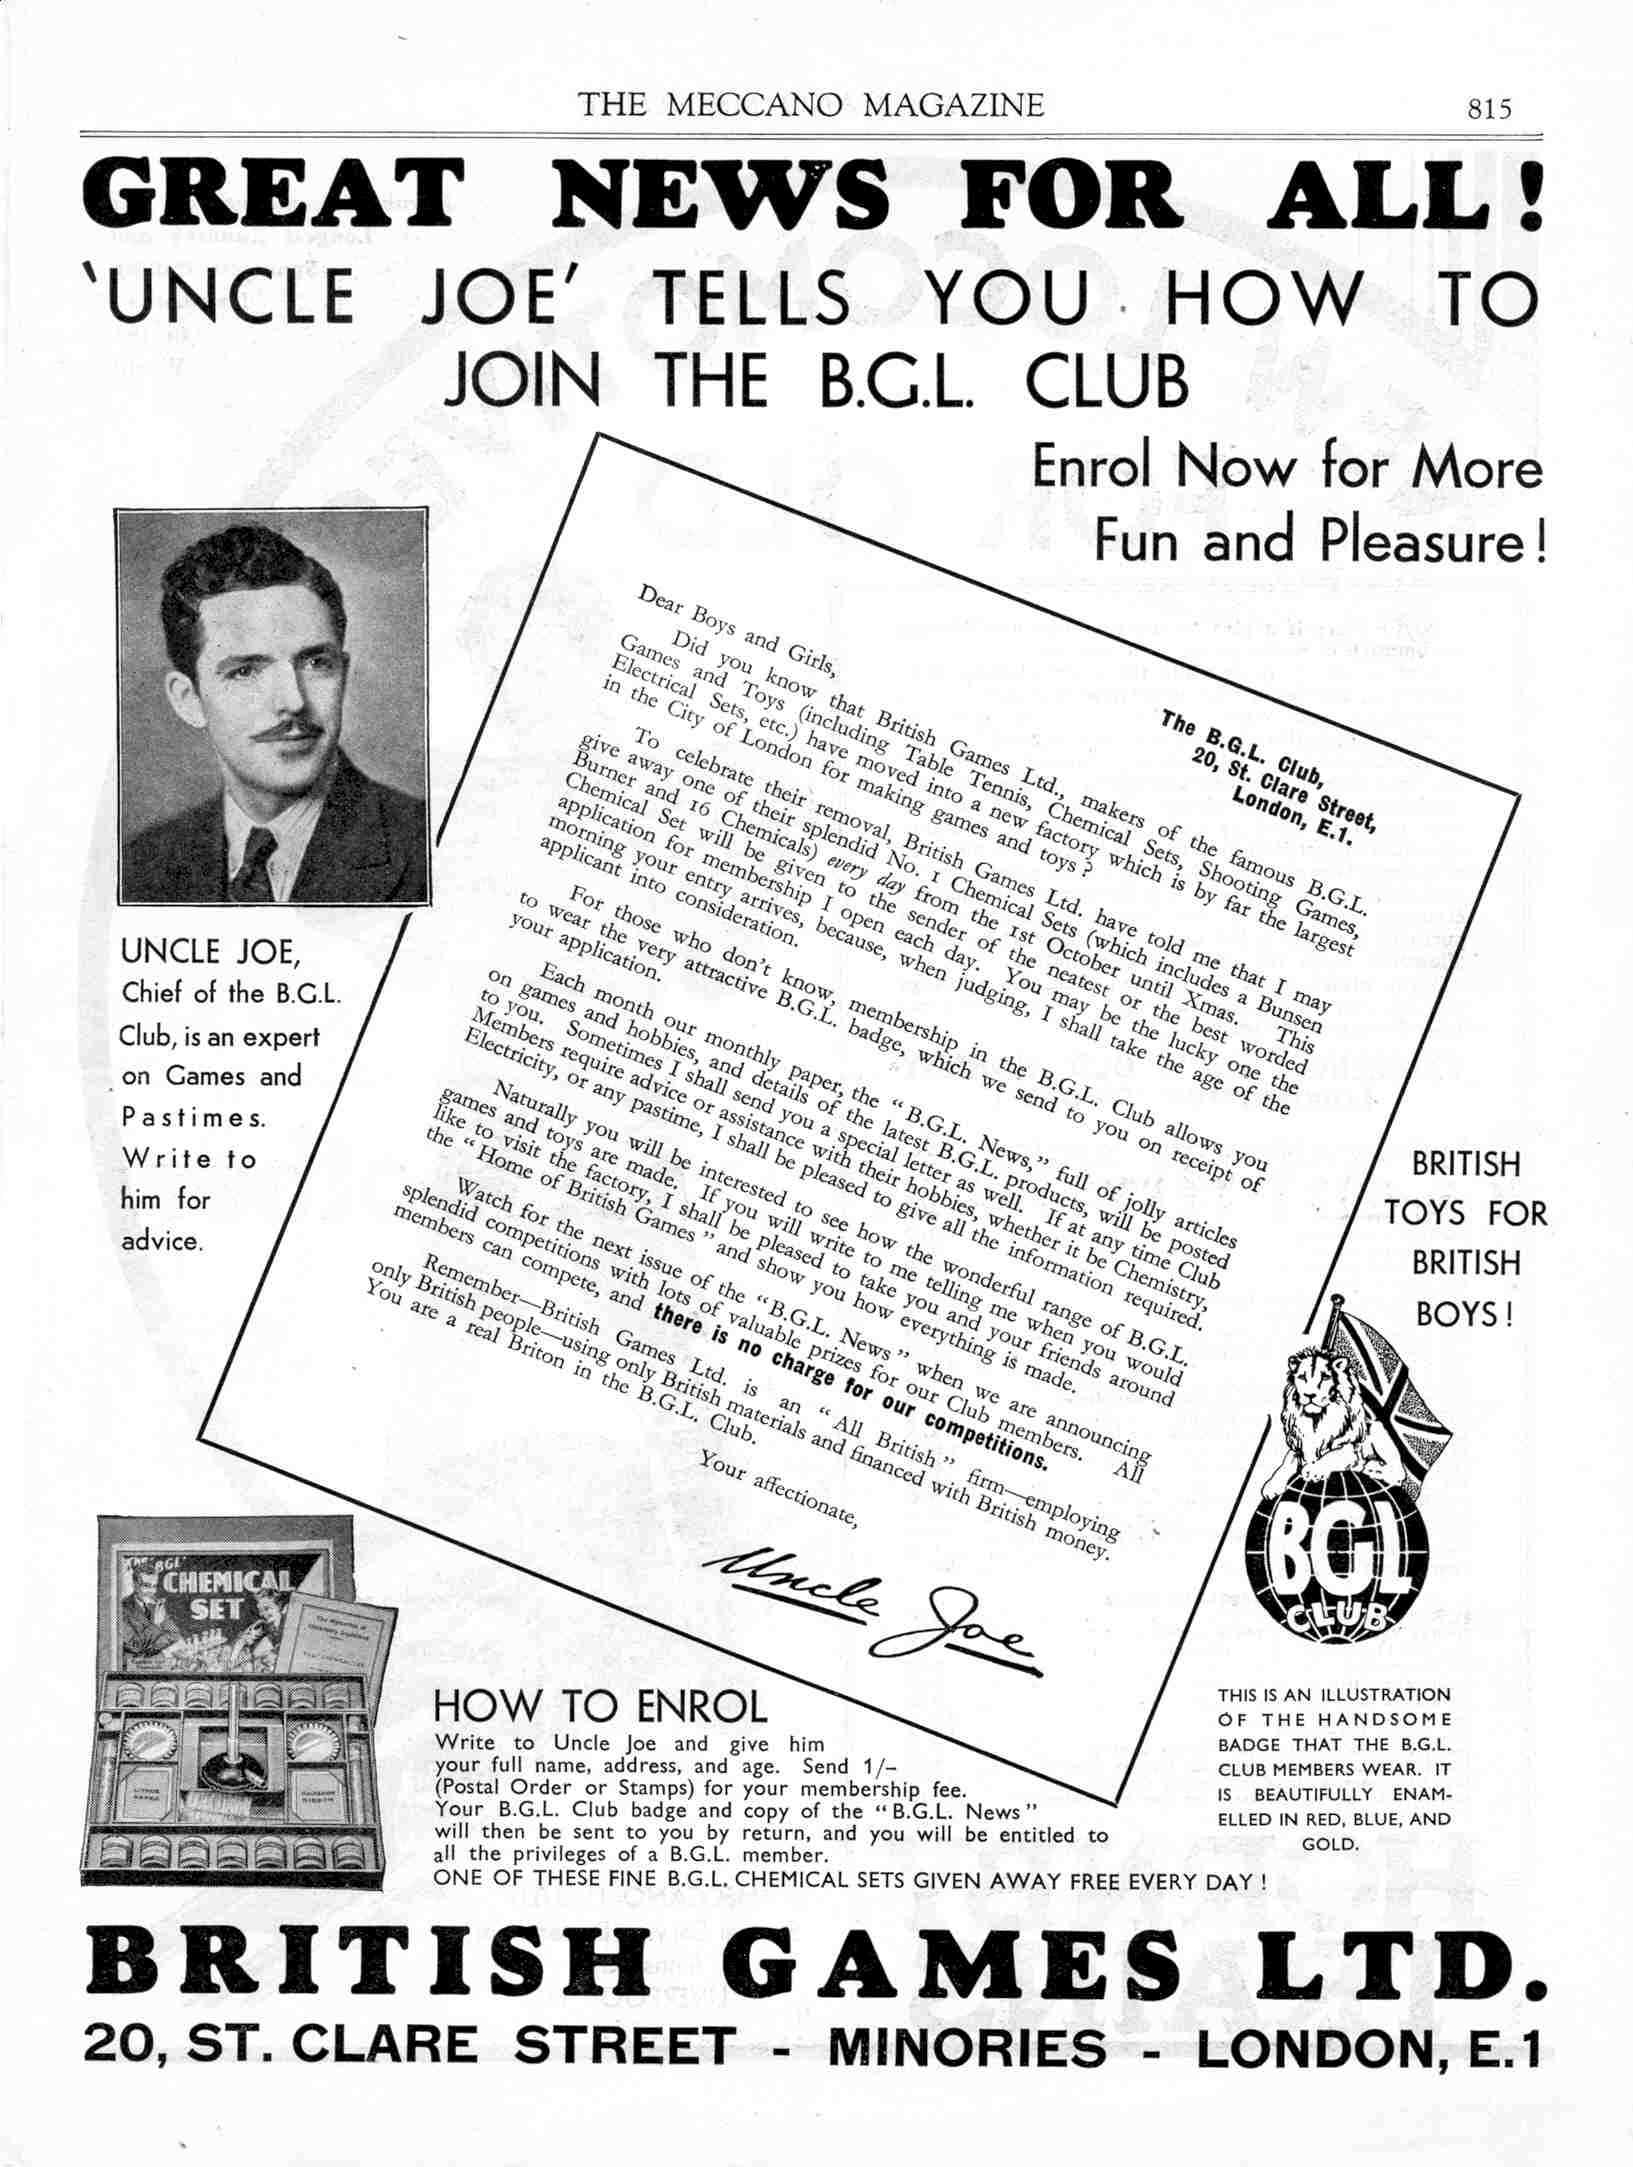 THE MECCANO MAGAZINE
815
GREAT NEWS FOR ALL!
'UNCLE JOE' TELLS YOU HOW TO
JOIN THE B.G.L. CLUB
Enrol Now for More
Fun and Pleasure!
The B.G.L. Club,
20, St. Clare Street,
London, E.1.
Dear Boys and Girls,
Did you know that British Games Ltd., makers of the famous B.G.L.
Games and Toys (including Table Tennis, Chemical Sets, Shooting Games,
Electrical Sets, etc.) have moved into a new factory which is by far the largest
in the City of London for making games and toys?
To celebrate their removal, British Games Ltd. have told me that I may
give away one of their splendid No. 1 Chemical Sets (which includes a Bunsen
Burner and 16 Chemicals) every day from the 1st October until Xmas. This
Chemical Set will be given to the sender of the neatest or the best worded
application for membership I open each day. You may be the lucky one the
morning your entry arrives, because, when judging, I shall take the age of the
applicant into consideration.
For those who don't know, membership in the B.G.L. Club allows you
to wear the very attractive B.G.L. badge, which we send to you on receipt of
your application.
Each month our monthly paper, the "B.G.L. News," full of jolly articles
on games and hobbies, and details of the latest B.G.L. products, will be posted
to you. Sometimes I shall send you a special letter as well. If at any time Club
Members require advice or assistance with their hobbies, whether it be Chemistry,
Electricity, or any pastime, I shall be pleased to give all the information required.
Naturally you will be interested to see how the wonderful range of B.G.L.
games and toys are made. If you will write to me telling me when you would
like to visit the factory, I shall be pleased to take you and your friends around
the "Home of British Games" and show you how everything is made.
Watch for the next issue of the "B.G.L. News" when we are announcing
splendid competitions with lots of valuable prizes for our Club members. All
members can compete, and there is no charge for our competitions.
Remember—British Games Ltd. is an "All British" firm—employing
only British people—using only British materials and financed with British money.
You are a real Briton in the B.G.L. Club.
Your affectionate,
Uncle Joe
UNCLE JOE,
Chief of the B.G.L.
Club, is an expert
on Games and
Pastimes.
Write to
him for
advice.
BRITISH
TOYS FOR
BRITISH
BOYS!
BGL
CLUB
THIS IS AN ILLUSTRATION
OF THE HANDSOME
BADGE THAT THE B.G.L.
CLUB MEMBERS WEAR. IT
IS BEAUTIFULLY ENAM-
ELLED IN RED, BLUE, AND
GOLD.
THE "BGL"
CHEMICAL
SET
HOW TO ENROL
Write to Uncle Joe and give him
your full name, address, and age. Send 1/-
(Postal Order or Stamps) for your membership fee.
Your B.G.L. Club badge and copy of the "B.G.L. News"
will then be sent to you by return, and you will be entitled to
all the privileges of a B.G.L. member.
ONE OF THESE FINE B.G.L. CHEMICAL SETS GIVEN AWAY FREE EVERY DAY!
BRITISH GAMES LTD.
20, ST. CLARE STREET - MINORIES - LONDON, E.1